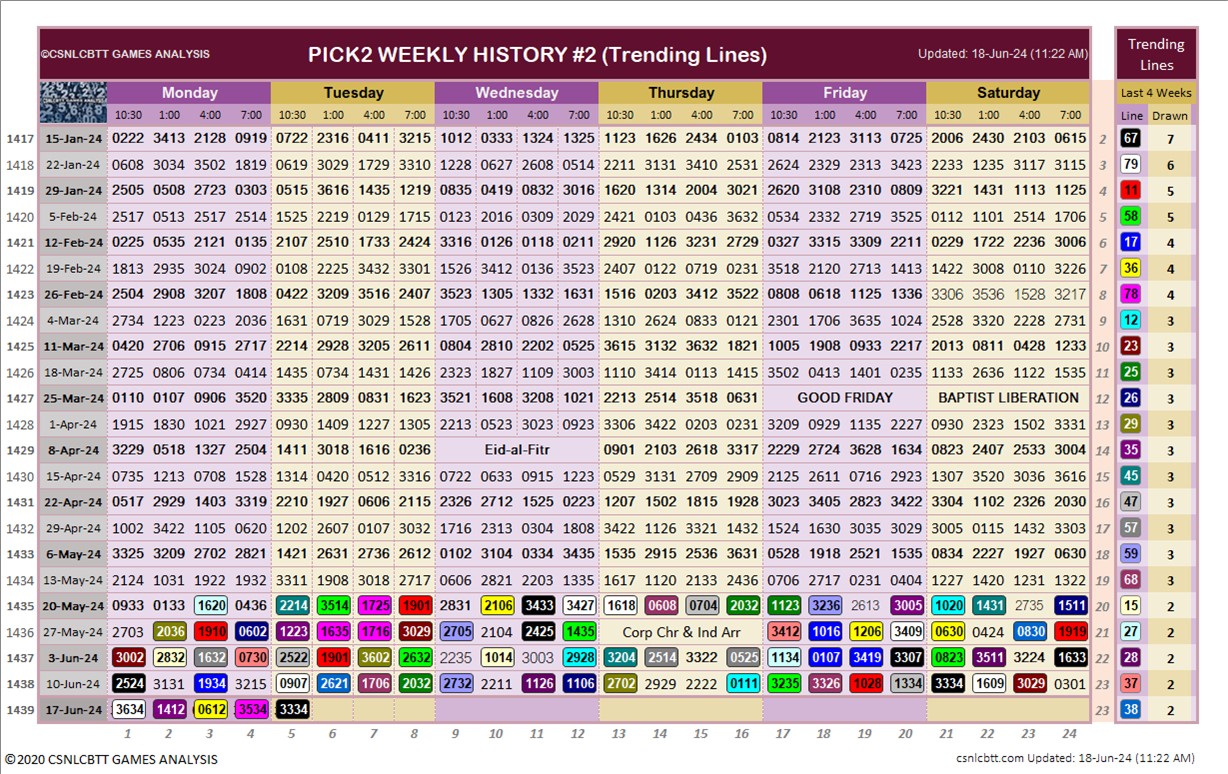 ©CSNLCBTT GAMES ANALYSIS PICK2 WEEKLY HISTORY #2 (Trending Lines) Updated: 18-Jun-24 (11:22 AM) Trending Lines
Monday Tuesday Wednesday Thursday Friday Saturday Last 4 Weeks
10:30 1:00 4:00 7:00 10:30 1:00 4:00 7:00 10:30 1:00 4:00 7:00 10:30 1:00 4:00 7:00 10:30 1:00 4:00 7:00 10:30 1:00 4:00 7:00 Line Drawn
1417 15-Jan-24 0222 3413 2128 0919 0722 2316 0411 3215 1012 0333 1324 1325 1123 1626 2434 0103 0814 2123 3113 0725 2006 2430 2103 0615 2 67 7
1418 22-Jan-24 0608 3034 3502 1819 0619 3029 1729 3310 1228 0627 2608 0514 2211 3131 3410 2531 2624 2329 2213 3423 2233 1235 3117 3115 3 79 6
1419 29-Jan-24 2505 0508 2723 0303 0515 3616 1435 1219 0835 0419 0832 3016 1620 1314 2004 3021 2620 3108 2310 0809 3221 1431 1113 1125 4 11 5
1420 5-Feb-24 2517 0513 2517 2514 1525 2219 0129 1715 0123 2016 0309 2029 2421 0103 0436 3632 0534 2332 2719 3525 0112 1101 2514 1706 5 58 5
1421 12-Feb-24 0225 0535 2121 0135 2107 2510 1733 2424 3316 0126 0118 0211 2920 1126 3231 2729 0327 3315 3309 2211 0229 1722 2236 3006 6 17 4
1422 19-Feb-24 1813 2935 3024 0902 0108 2225 3432 3301 1526 3412 0136 3523 2407 0122 0719 0231 3518 2120 2713 1413 1422 3008 0110 3226 7 36 4
1423 26-Feb-24 2504 2908 3207 1808 0422 3209 3516 2407 3523 1305 1332 1631 1516 0203 3412 3522 0808 0618 1125 1336 3306 3536 1528 3217 8 78 4
1424 4-Mar-24 2734 1223 0223 2036 1631 0719 3029 1523 1705 0627 0826 2628 1310 2624 0833 0121 2301 1706 3635 1024 2528 3320 2228 2731 9 12 3
1425 11-Mar-24 0420 2706 0915 2717 2214 2928 3205 2611 0804 2810 2202 0525 3615 3132 3632 1821 1005 1908 0933 2217 2013 0811 0428 1233 10 23 3
1426 18-Mar-24 2725 0806 0734 0414 1435 0734 1431 1425 2323 1827 1109 3003 1110 3414 0113 1415 3502 0413 1401 0235 1133 2636 1122 1535 11 25 3
1427 25-Mar-24 0110 0107 0906 3520 3335 2809 0831 1623 3521 1608 3208 1021 2213 2514 3518 0631 GOOD FRIDAY BAPTIST LIBERATION 12 26 3
1428 1-Apr-24 1915 1830 1021 2927 0930 1409 1227 1305 2213 0523 3023 0923 3306 3422 0203 0231 3209 0929 1135 2227 0930 2323 1502 3331 13 29 3
1429 8-Apr-24 3229 0518 1327 2504 1411 3018 1616 0236 Eid-al-Fitr 0901 2103 2618 3317 2229 2724 3628 1634 0823 2407 2533 3004 14 35 3
1430 15-Apr-24 0735 1213 0708 1528 1314 0420 0512 3314 0722 0633 0915 1223 0529 3131 2709 2909 2125 2611 0716 2923 1307 3520 3036 3616 15 45 3
1431 22-Apr-24 0517 2929 1403 3319 2210 1927 0606 2115 2326 2712 1525 0223 1207 1502 1815 1928 3023 3405 2823 3422 3304 1102 2326 2030 16 47 3
1432 29-Apr-24 1002 3422 1105 0620 1202 2607 0107 3032 1716 2313 0304 1808 3422 1126 3321 1432 1524 1630 3035 3029 3005 0115 1432 3303 17 57 3
1433 6-May-24 3325 3209 2702 2821 1421 2631 2736 2612 0102 3104 0334 3435 1535 2915 2536 3631 0528 1918 2521 1535 0834 2227 1927 0630 18 59 3
1434 13-May-24 2124 1031 1922 1932 3311 1908 3018 2717 0606 2821 2203 1335 1617 1120 2133 2436 0706 2717 0231 0404 1227 1420 1231 1322 19 68 3
1435 20-May-24 0933 0133 1620 0436 2214 3514 1725 1901 2831 2106 3433 3427 1618 0608 0704 2032 1123 3236 2613 3005 1020 1431 2735 1511 20 15 2
1436 27-May-24 2703 2036 1910 0602 1223 1635 1716 3029 2705 2104 2425 1435 Corp Chr & Ind Arr 3412 1016 1206 3409 0630 0424 0830 1919 21 27 2
1437 3-Jun-24 3002 2832 1632 0730 2522 1901 3602 2632 2235 1014 3003 2928 3204 2514 3322 0525 1134 0107 3419 3307 0823 3511 3224 1633 22 28 2
1438 10-Jun-24 2524 3131 1934 3215 0907 2621 1706 2032 2732 2211 1126 1106 2702 2929 2222 0111 3235 3326 1028 1334 3334 1609 3029 0301 23 37 2
1439 17-Jun-24 3634 1412 0612 3534 3334 23 38 2
1 2 3 4 5 6 7 8 9 10 11 12 13 14 15 16 17 18 19 20 21 22 23 24
©2020 CSNLCBTT GAMES ANALYSIS csnlcbtt.com Updated: 18-Jun-24 (11:22 AM)